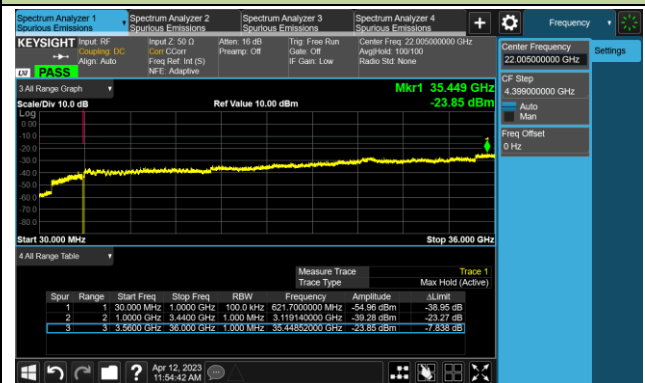 Spectrum Analyzer 1
Spurious Emissions
Spectrum Analyzer 2
Spurious Emissions
Spectrum Analyzer 3
Spurious Emissions
Spectrum Analyzer 4
Spurious Emissions
Frequency
KEYSIGHT
Input: RF
Coupling: DC
Align: Auto
Input Z: 50 Ω
Corr CCorr
Freq Ref: Int (S)
NFE: Adaptive
Atten: 16 dB
Preamp: Off
Trig: Free Run
Gate: Off
IF Gain: Low
Center Freq: 22.005000000 GHz
Avg|Hold: 100/100
Radio Std: None
LXI
PASS
Center Frequency
22.005000000 GHz
Settings
CF Step
4.399000000 GHz
Auto
Man
Freq Offset
0 Hz
3 All Range Graph
Mkr1 35.449 GHz
Scale/Div 10.0 dB
Ref Value 10.00 dBm
-23.85 dBm
Log
0.00
-10.0
-20.0
-30.0
-40.0
-50.0
-60.0
-70.0
-80.0
1
Start 30.000 MHz
Stop 36.000 GHz
4 All Range Table
Measure Trace Trace 1
Trace Type Max Hold (Active)
Spur Range Start Freq Stop Freq RBW Frequency Amplitude ΔLimit
1 1 30.000 MHz 1.0000 GHz 100.0 kHz 621.7000000 MHz -54.96 dBm -38.95 dB
2 2 1.0000 GHz 3.4400 GHz 1.000 MHz 3.119140000 GHz -39.28 dBm -23.27 dB
3 3 3.5600 GHz 36.000 GHz 1.000 MHz 35.44852000 GHz -23.85 dBm -7.838 dB
?
Apr 12, 2023
11:54:42 AM